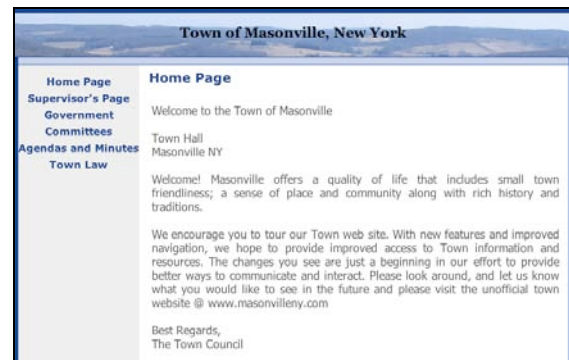 Town of Masonville, New York
Home Page
Supervisor's Page
Government
Committees
Agendas and Minutes
Town Law
Home Page
Welcome to the Town of Masonville
Town Hall
Masonville NY
Welcome! Masonville offers a quality of life that includes small town
friendliness; a sense of place and community along with rich history and
traditions.
We encourage you to tour our Town web site. With new features and improved
navigation, we hope to provide improved access to Town information and
resources. The changes you see are just a beginning in our effort to provide
better ways to communicate and interact. Please look around, and let us know
what you would like to see in the future and please visit the unofficial town
website @ www.masonvilleny.com
Best Regards,
The Town Council